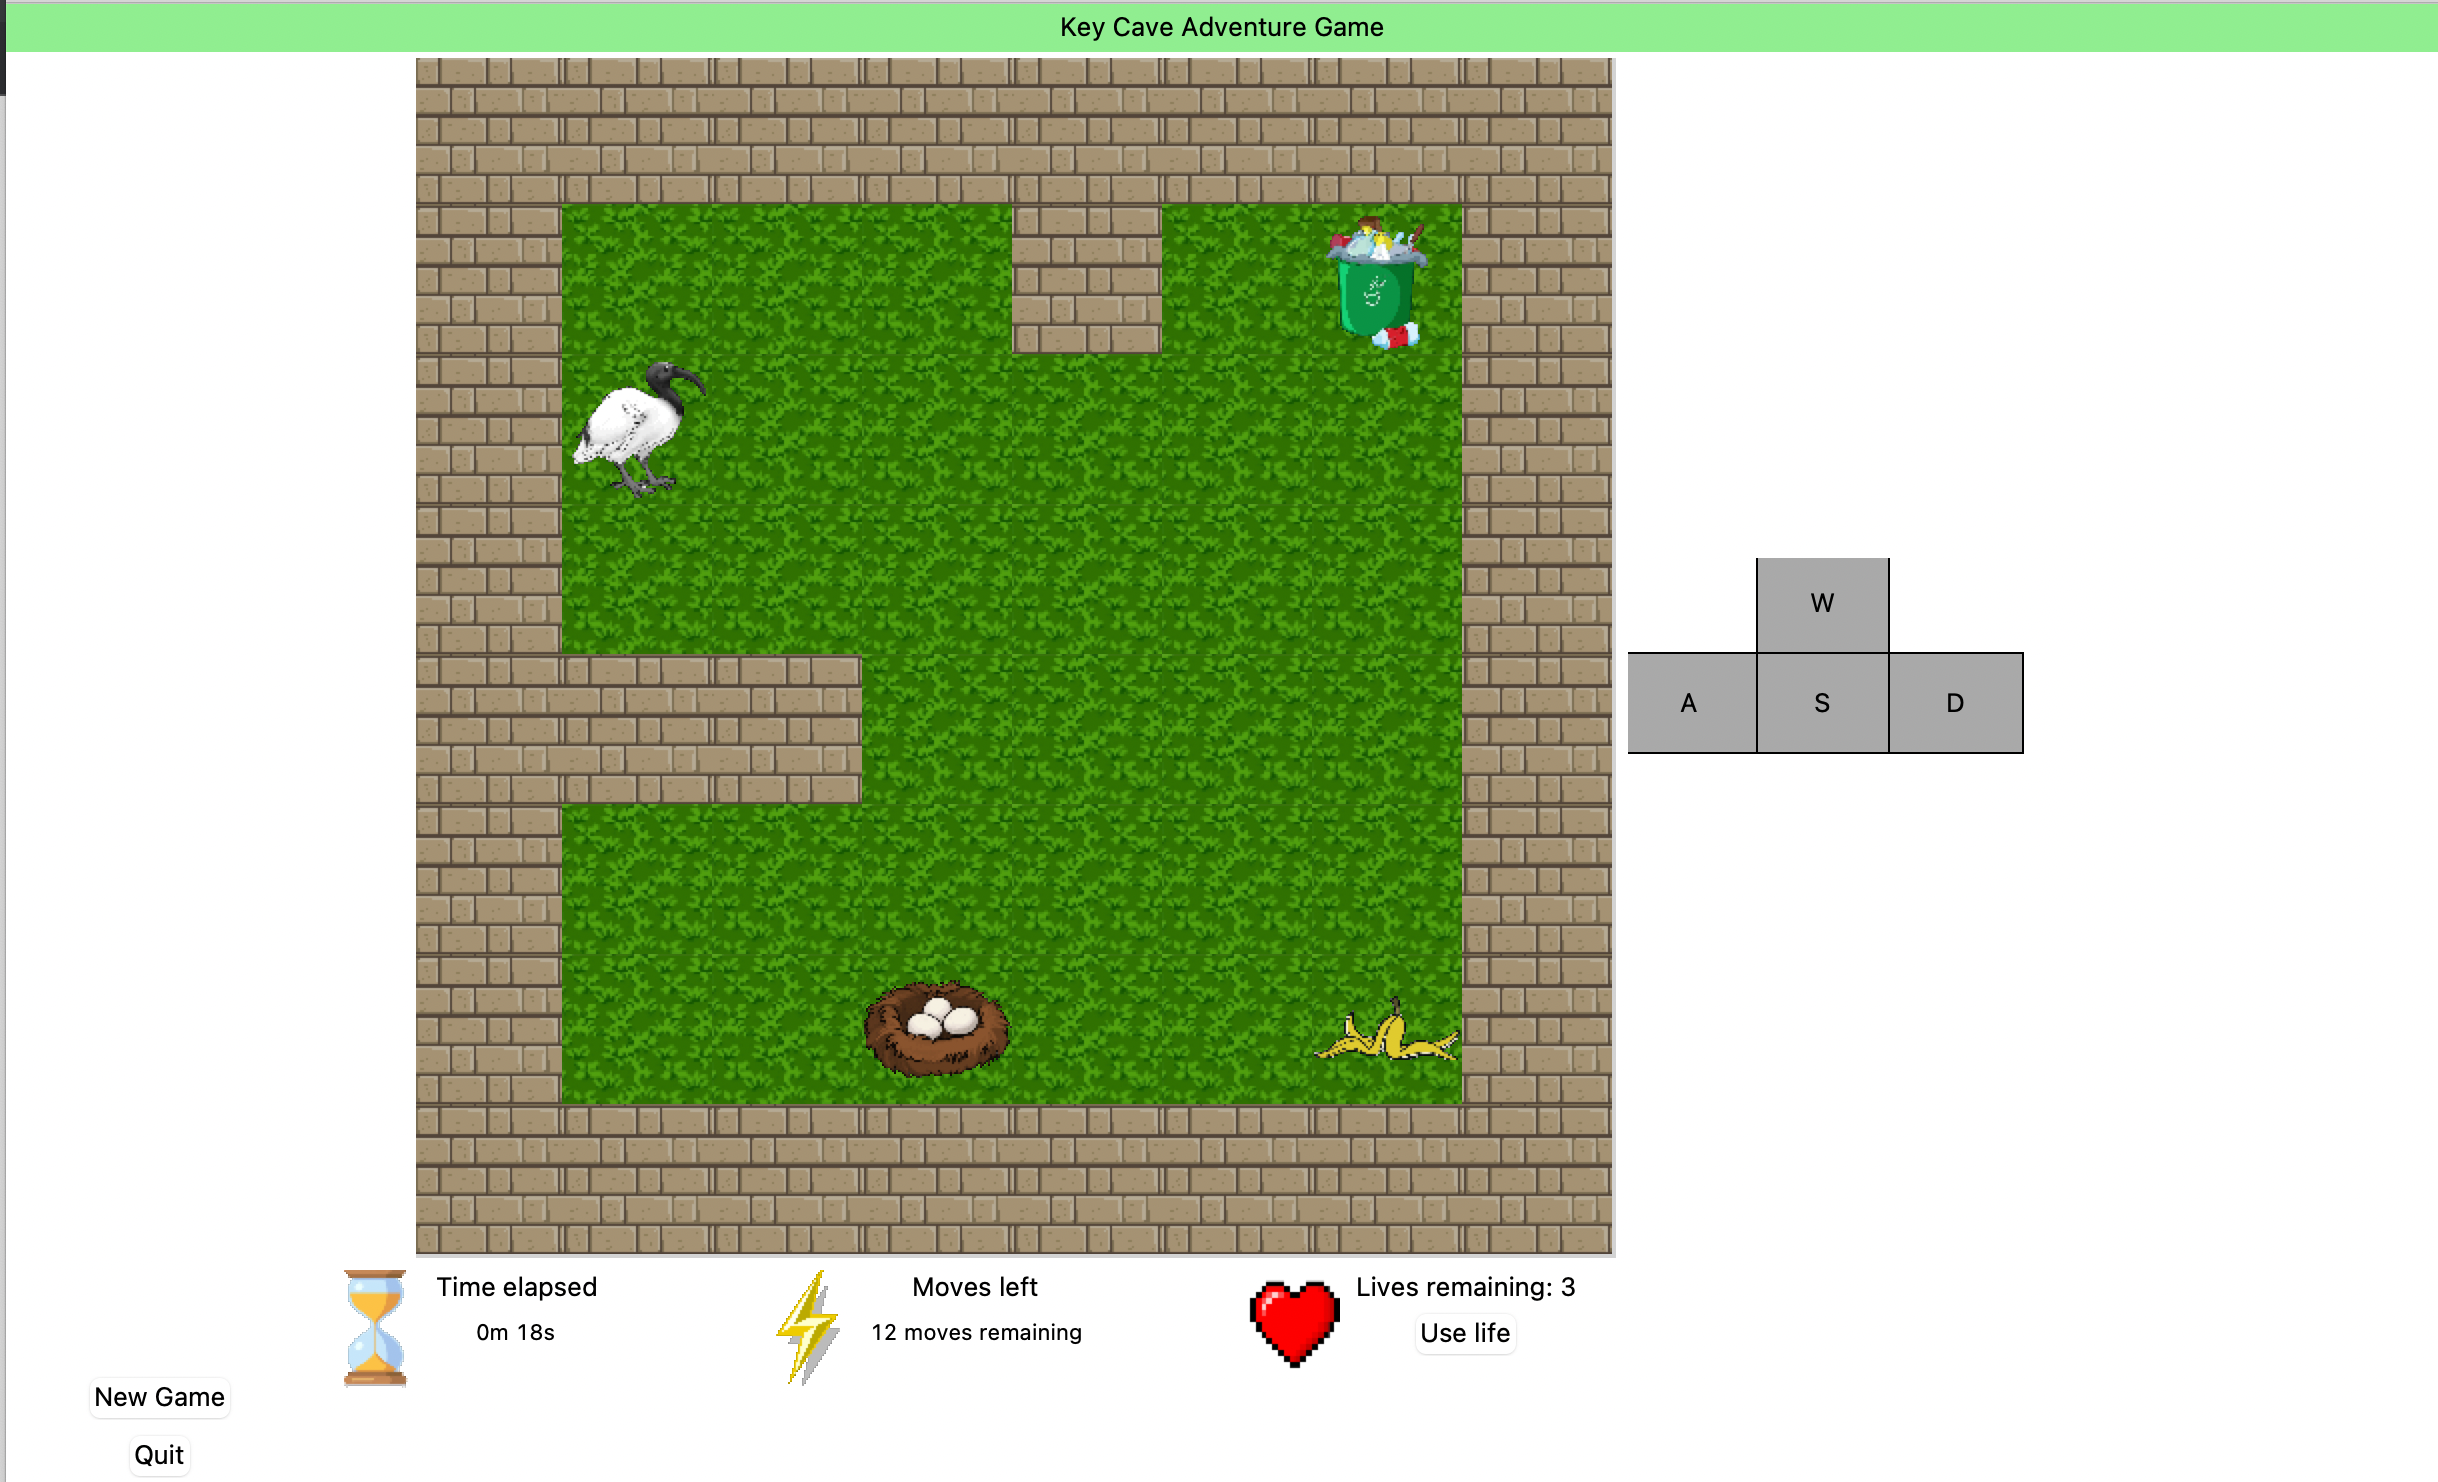 Key Cave Adventure Game
W
A S D
Time elapsed
0m 18s
Moves left
12 moves remaining
Lives remaining: 3
Use life
New Game
Quit